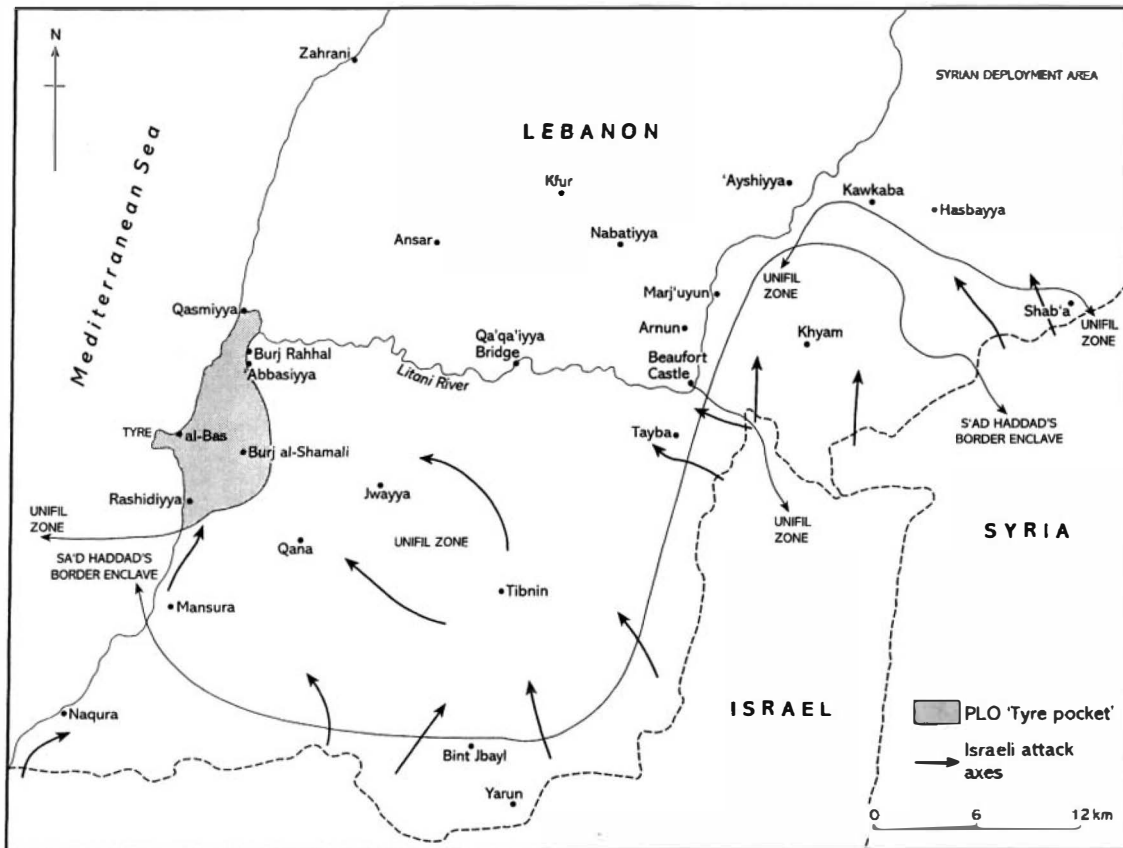 N
Zahrani
SYRIAN DEPLOYMENT AREA
Mediterranean Sea
LEBANON
Kfur
'Ayshiyya
Kawkaba
Hasbayya
Ansar
Nabatiyya
UNIFIL
ZONE
Marj'uyun
Shab'a
Qasmiyya
UNIFIL
ZONE
Qa'qa'iyya
Bridge
Arnun
Khyam
Burj Rahhal
Abbasiyya
Litani River
Beaufort
Castle
S'AD HADDAD'S
BORDER ENCLAVE
TYRE
al-Bas
Tayba
Burj al-Shamali
Jwayya
Rashidiyya
UNIFIL
ZONE
UNIFIL
ZONE
SYRIA
Qana
UNIFIL ZONE
SA'D HADDAD'S
BORDER ENCLAVE
Tibnin
Mansura
Naqura
ISRAEL
PLO 'Tyre pocket'
Bint Jbayl
Israeli attack
axes
Yarun
0 6 12 km